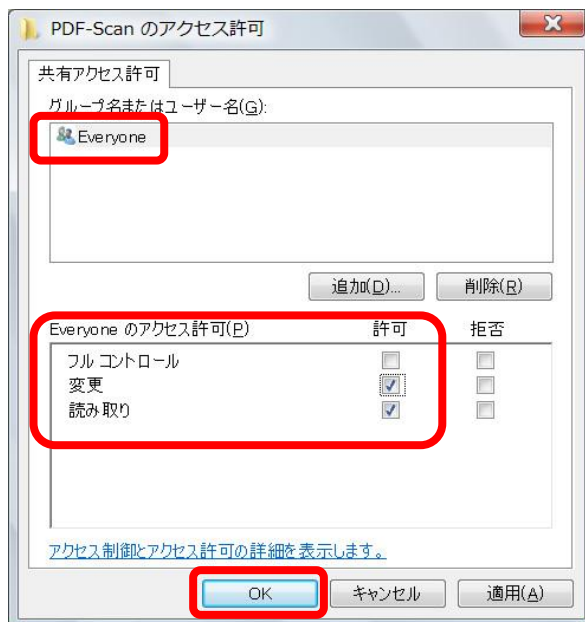 PDF-Scan のアクセス許可
共有アクセス許可
グループ名またはユーザー名(G):
Everyone
追加(D)... 削除(R)
Everyone のアクセス許可(P) 許可 拒否
フル コントロール
変更
読み取り
アクセス制御とアクセス許可の詳細を表示します。
OK キャンセル 適用(A)